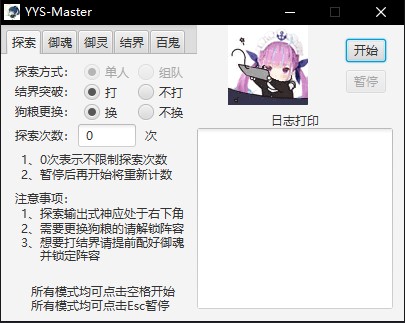 YYS-Master
探索 御魂 御灵 结界 百鬼
探索方式: 单人 组队
结界突破: 打 不打
狗粮更换: 换 不换
探索次数: 0 次
1、0次表示不限制探索次数
2、暂停后再开始将重新计数
注意事项:
1、探索输出式神应处于右下角
2、需要更换狗粮的请解锁阵容
3、想要打结界请提前配好御魂
并锁定阵容
所有模式均可点击空格开始
所有模式均可点击Esc暂停
开始
暂停
日志打印